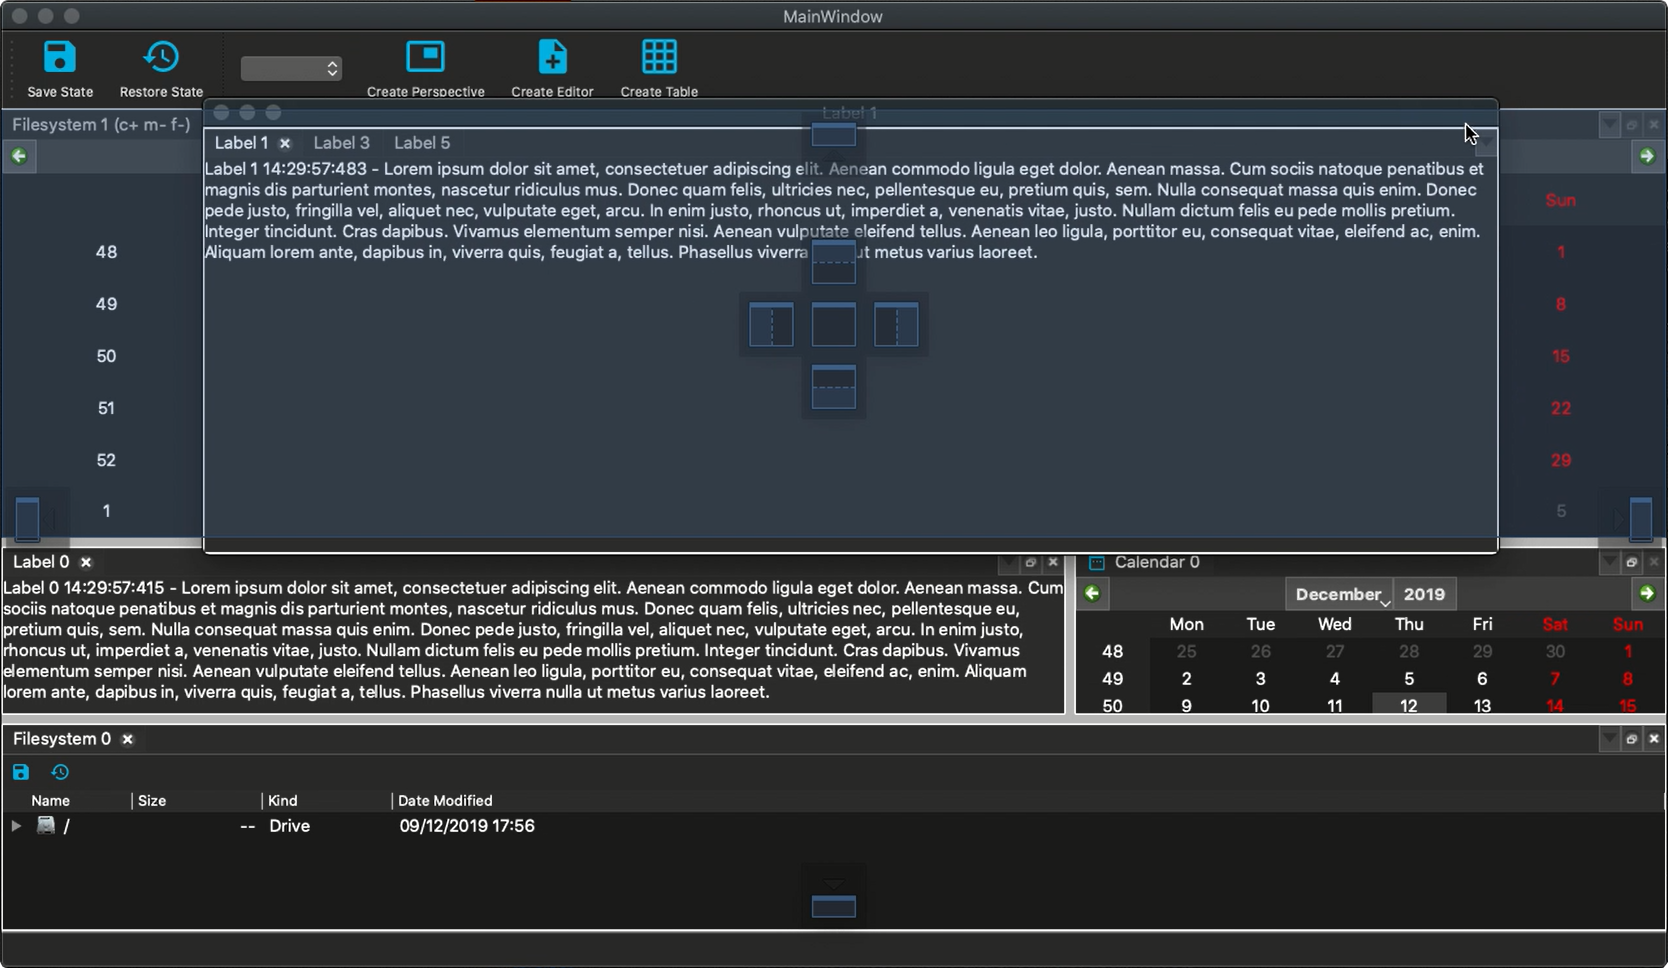 MainWindow
Save State
Restore State
Create Perspective
Create Editor
Create Table
Filesystem 1 (c+ m- f-)
Label 1
Label 1
Label 3
Label 5
Label 1 14:29:57:483 - Lorem ipsum dolor sit amet, consectetuer adipiscing elit. Aenean commodo ligula eget dolor. Aenean massa. Cum sociis natoque penatibus et
magnis dis parturient montes, nascetur ridiculus mus. Donec quam felis, ultricies nec, pellentesque eu, pretium quis, sem. Nulla consequat massa quis enim. Donec
pede justo, fringilla vel, aliquet nec, vulputate eget, arcu. In enim justo, rhoncus ut, imperdiet a, venenatis vitae, justo. Nullam dictum felis eu pede mollis pretium.
Integer tincidunt. Cras dapibus. Vivamus elementum semper nisi. Aenean vulputate eleifend tellus. Aenean leo ligula, porttitor eu, consequat vitae, eleifend ac, enim.
Aliquam lorem ante, dapibus in, viverra quis, feugiat a, tellus. Phasellus viverra ut metus varius laoreet.
Sun
48 1
49 8
50 15
51 22
52 29
1 5
Label 0
Label 0 14:29:57:415 - Lorem ipsum dolor sit amet, consectetuer adipiscing elit. Aenean commodo ligula eget dolor. Aenean massa. Cum
sociis natoque penatibus et magnis dis parturient montes, nascetur ridiculus mus. Donec quam felis, ultricies nec, pellentesque eu,
pretium quis, sem. Nulla consequat massa quis enim. Donec pede justo, fringilla vel, aliquet nec, vulputate eget, arcu. In enim justo,
rhoncus ut, imperdiet a, venenatis vitae, justo. Nullam dictum felis eu pede mollis pretium. Integer tincidunt. Cras dapibus. Vivamus
elementum semper nisi. Aenean vulputate eleifend tellus. Aenean leo ligula, porttitor eu, consequat vitae, eleifend ac, enim. Aliquam
lorem ante, dapibus in, viverra quis, feugiat a, tellus. Phasellus viverra nulla ut metus varius laoreet.
Calendar 0
December 2019
Mon Tue Wed Thu Fri Sat Sun
48 25 26 27 28 29 30 1
49 2 3 4 5 6 7 8
50 9 10 11 12 13 14 15
Filesystem 0
Name Size Kind Date Modified
/ -- Drive 09/12/2019 17:56